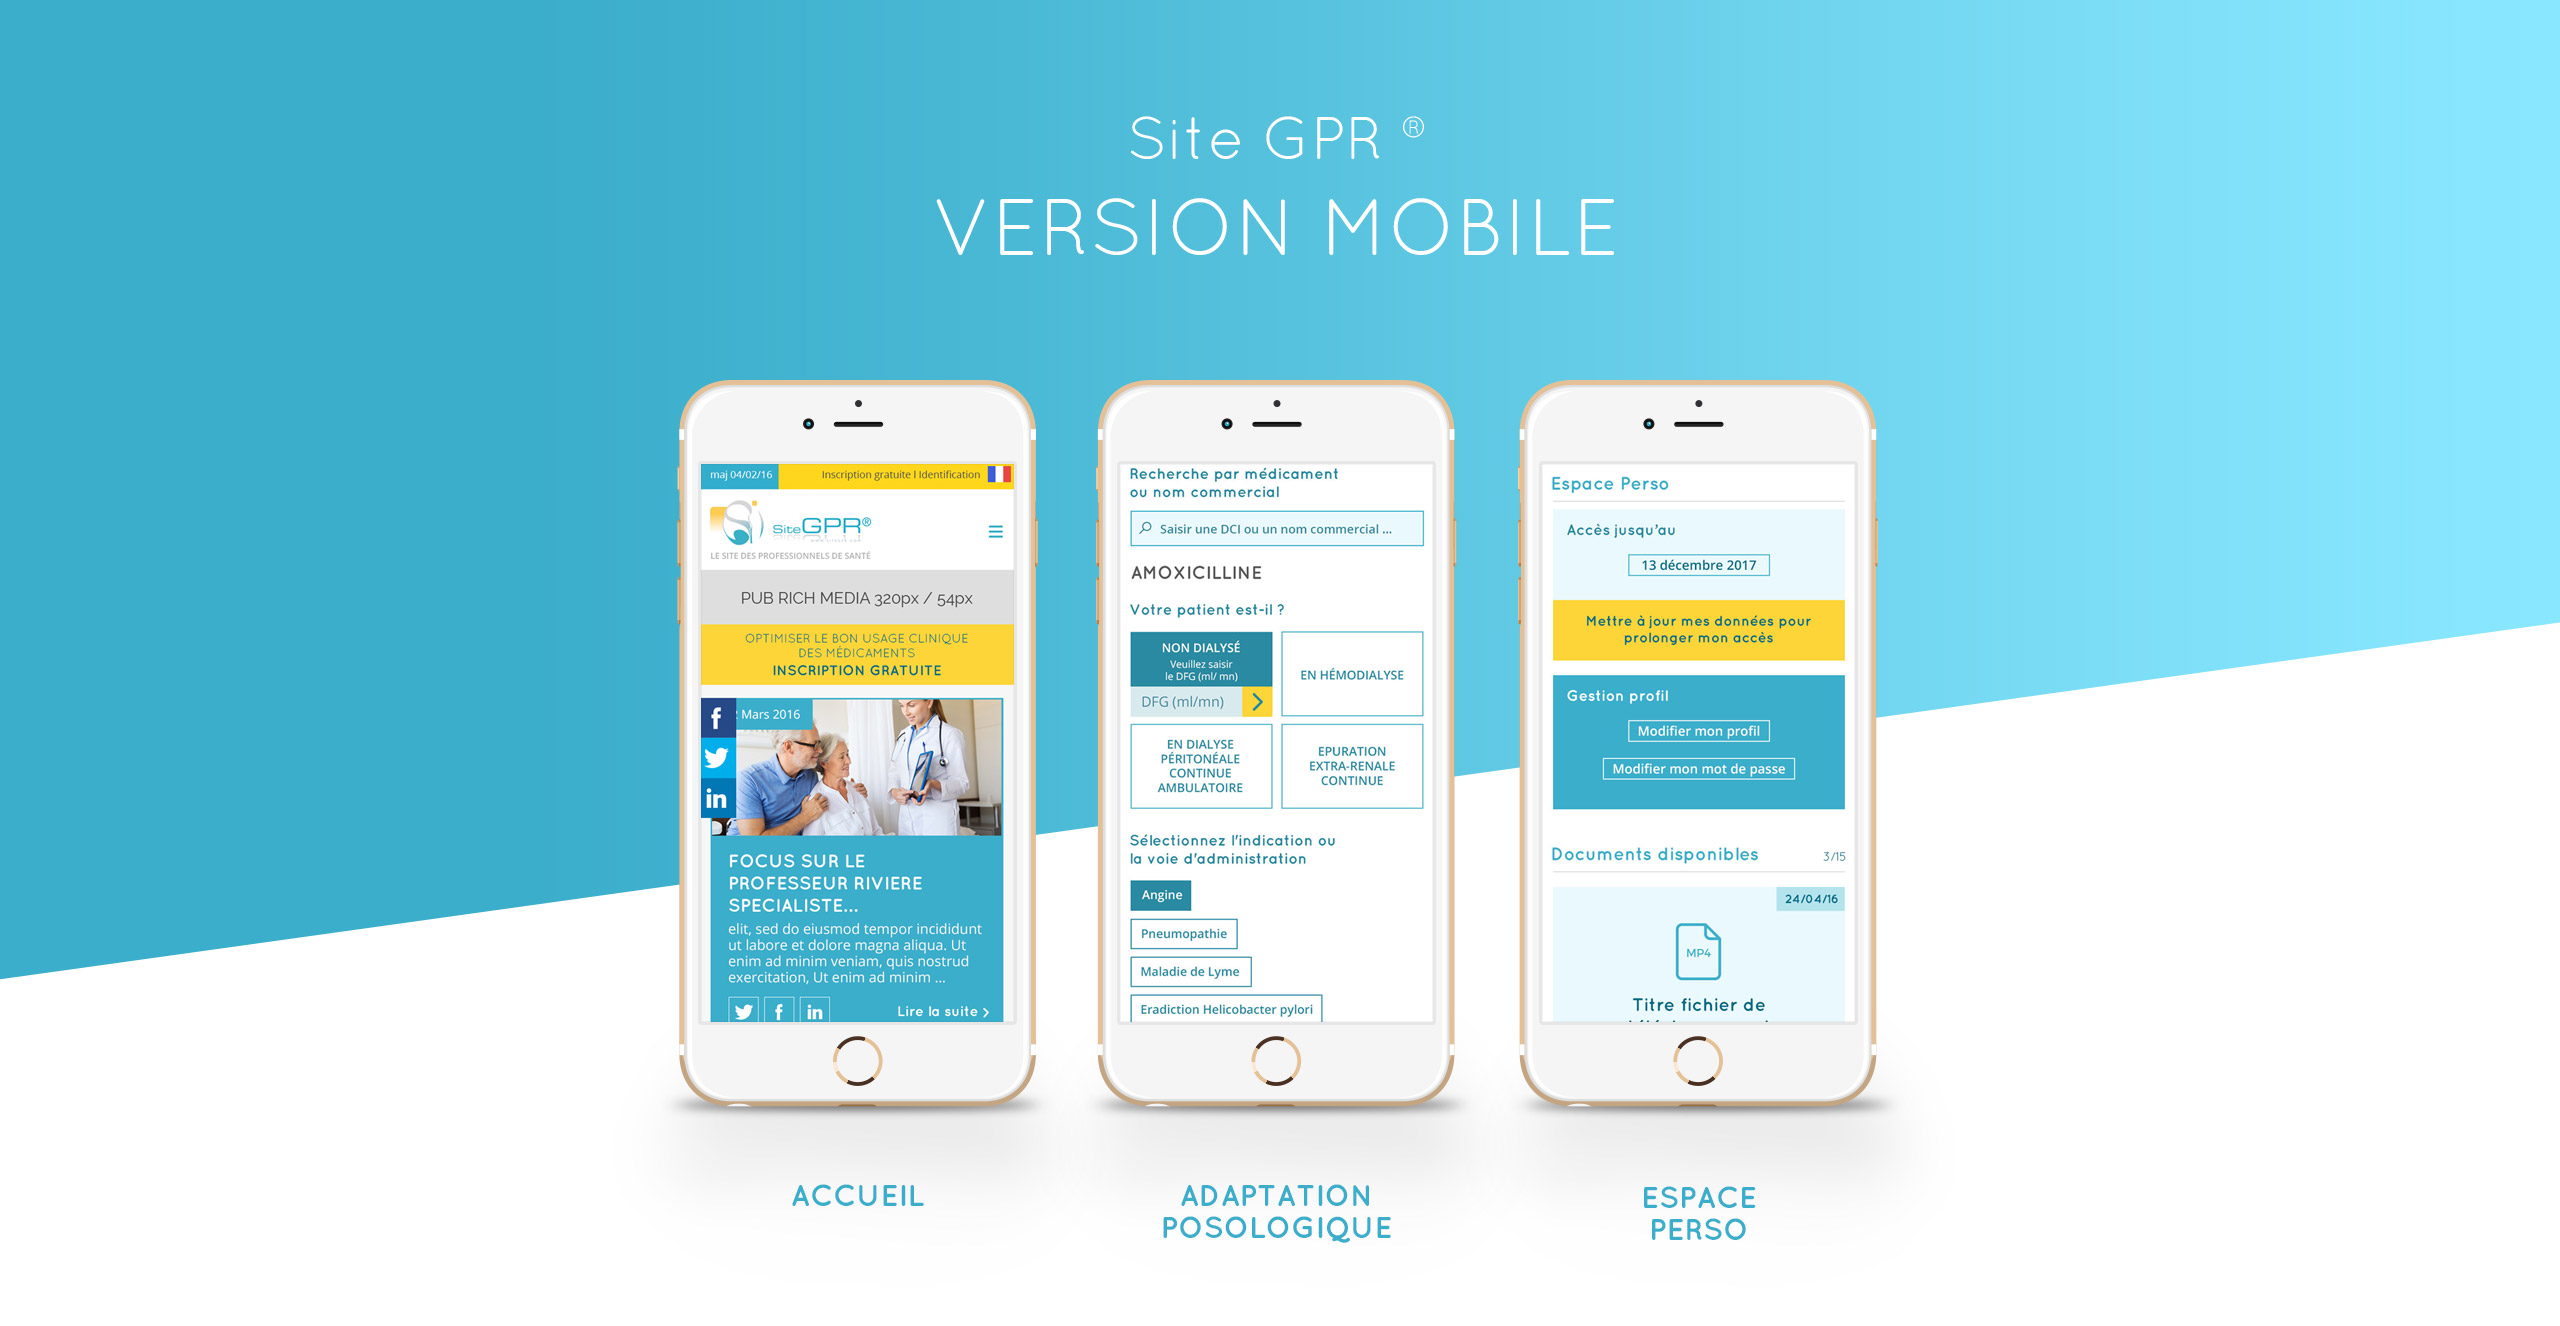 Site GPR ®
VERSION MOBILE
maj 04/02/16
Inscription gratuite l Identification
SiteGPR®
LE SITE DES PROFESSIONNELS DE SANTÉ
PUB RICH MEDIA 320px / 54px
OPTIMISER LE BON USAGE CLINIQUE
DES MÉDICAMENTS
INSCRIPTION GRATUITE
Mars 2016
FOCUS SUR LE
PROFESSEUR RIVIERE
SPECIALISTE...
elit, sed do eiusmod tempor incididunt
ut labore et dolore magna aliqua. Ut
enim ad minim veniam, quis nostrud
exercitation, Ut enim ad minim ...
Lire la suite >
Recherche par médicament
ou nom commercial
Saisir une DCI ou un nom commercial ...
AMOXICILLINE
Votre patient est-il ?
NON DIALYSÉ
Veuillez saisir
le DFG (ml/ mn)
DFG (ml/mn)
EN HÉMODIALYSE
EN DIALYSE
PÉRITONÉALE
CONTINUE
AMBULATOIRE
EPURATION
EXTRA-RENALE
CONTINUE
Sélectionnez l'indication ou
la voie d'administration
Angine
Pneumopathie
Maladie de Lyme
Eradiction Helicobacter pylori
Espace Perso
Accès jusqu'au
13 décembre 2017
Mettre à jour mes données pour
prolonger mon accès
Gestion profil
Modifier mon profil
Modifier mon mot de passe
Documents disponibles
3/15
24/04/16
MP4
Titre fichier de
ACCUEIL
ADAPTATION
POSOLOGIQUE
ESPACE
PERSO